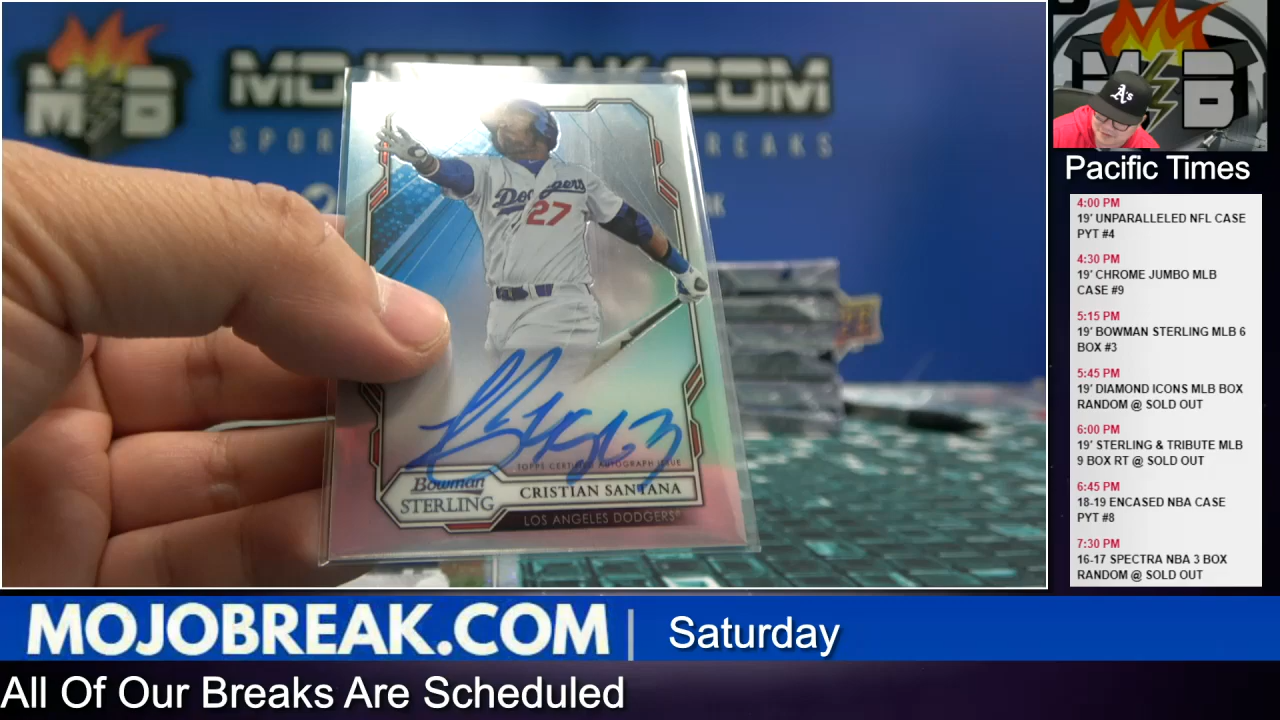 MB
MOJOBREAK.COM
SPOR
REAKS
Dodgers
27
TOPPS CERTIFIED AUTOGRAPH ISSUE
Bowman
STERLING
CRISTIAN SANTANA
LOS ANGELES DODGERS®
M B
A's
Pacific Times
4:00 PM
19' UNPARALLELED NFL CASE
PYT #4
4:30 PM
19' CHROME JUMBO MLB
CASE #9
5:15 PM
19' BOWMAN STERLING MLB 6
BOX #3
5:45 PM
19' DIAMOND ICONS MLB BOX
RANDOM @ SOLD OUT
6:00 PM
19' STERLING & TRIBUTE MLB
9 BOX RT @ SOLD OUT
6:45 PM
18-19 ENCASED NBA CASE
PYT #8
7:30 PM
16-17 SPECTRA NBA 3 BOX
RANDOM @ SOLD OUT
MOJOBREAK.COM | Saturday
All Of Our Breaks Are Scheduled